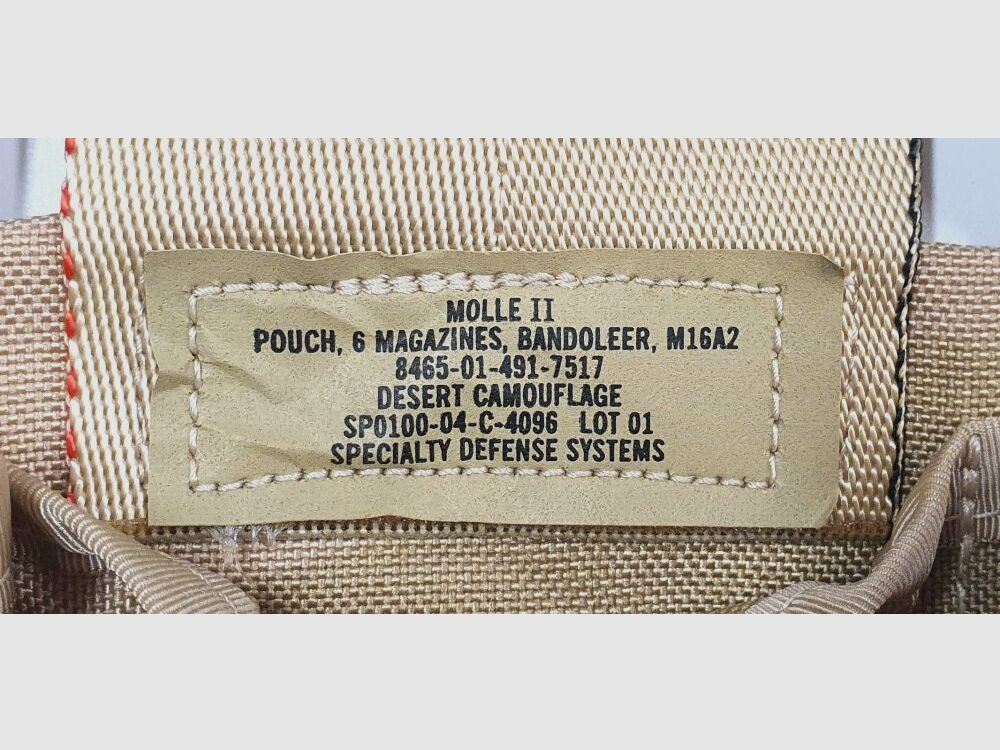 MOLLE II
POUCH, 6 MAGAZINES, BANDOLEER, M16A2
8465-01-491-7517
DESERT CAMOUFLAGE
SP0100-04-C-4096 LOT 01
SPECIALTY DEFENSE SYSTEMS